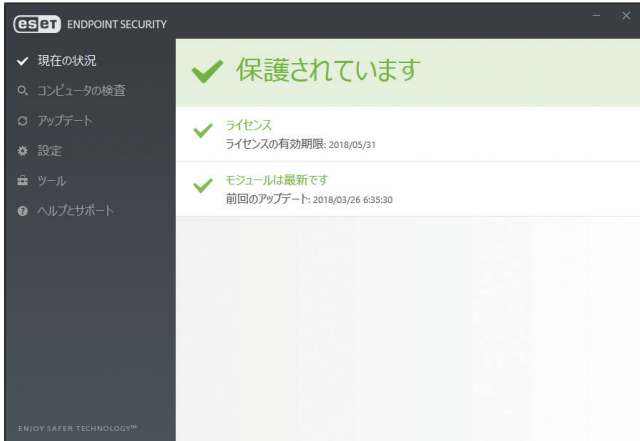 eset ENDPOINT SECURITY
現在の状況
コンピュータの検査
アップデート
設定
ツール
ヘルプとサポート
ENJOY SAFER TECHNOLOGY™
保護されています
ライセンス
ライセンスの有効期限: 2018/05/31
モジュールは最新です
前回のアップデート: 2018/03/26 6:35:30